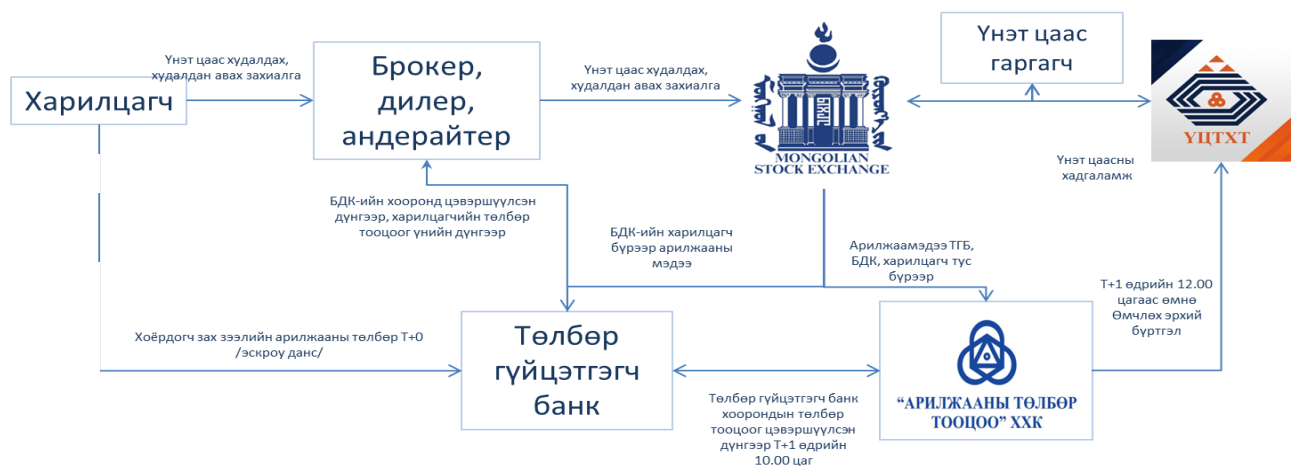 Харилцагч
Үнэт цаас худалдах,
худалдан авах захиалга
Брокер,
дилер,
андерайтер
Үнэт цаас худалдах,
худалдан авах захиалга
MONGOLIAN
STOCK EXCHANGE
Үнэт цаас
гаргагч
ҮЦТХТ
Үнэт цаасны
хадгаламж
БДК-ийн хооронд цэвэршүүлсэн
дүнгээр, харилцагчийн төлбөр
тооцоог үнийн дүнгээр
БДК-ийн харилцагч
бүрээр арилжааны
мэдээ
Арилжаамэдээ ТГБ,
БДК, харилцагч тус
бүрээр
Т+1 өдрийн 12.00
цагаас өмнө
Өмчлөх эрхий
бүртгэл
Хоёрдогч зах зээлийн арилжааны төлбөр Т+0
/эскроу данс/
Төлбөр
гүйцэтгэгч
банк
Төлбөр гүйцэтгэгч банк
хоорондын төлбөр
тооцоог цэвэршүүлсэн
дүнгээр Т+1 өдрийн
10.00 цаг
“АРИЛЖААНЫ ТӨЛБӨР
ТООЦОО” ХХК